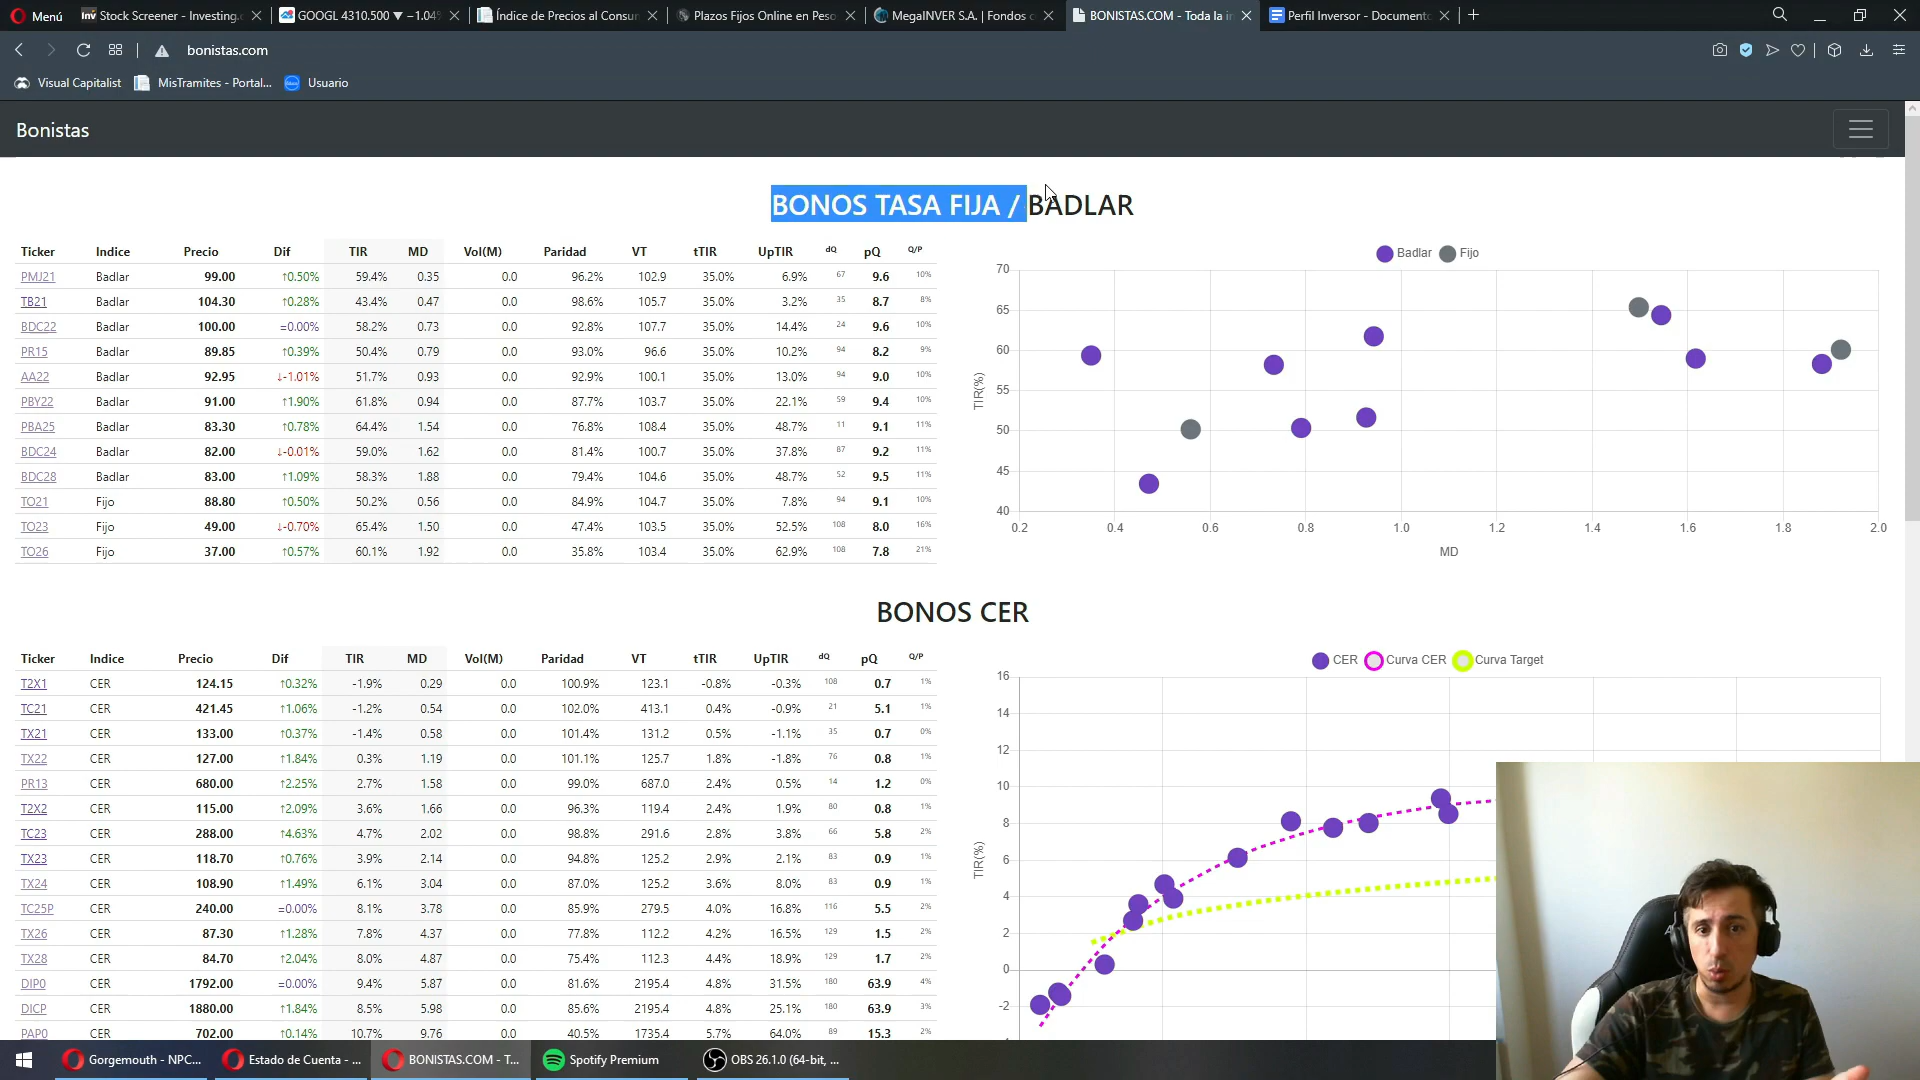 Menú
Stock Screener - Investing.
GOOGL 4310.500 ▼ −1.04%
Índice de Precios al Consum
Plazos Fijos Online en Peso
MegaINVER S.A. | Fondos c
BONISTAS.COM - Toda la in
Perfil Inversor - Documento
bonistas.com
Visual Capitalist
MisTramites - Portal...
Usuario
Bonistas
BONOS TASA FIJA / BADLAR
Ticker Indice Precio Dif TIR MD Vol(M) Paridad VT tTIR UpTIR dQ pQ Q/P
PMJ21 Badlar 99.00 ↑0.50% 59.4% 0.35 0.0 96.2% 102.9 35.0% 6.9% 67 9.6 10%
TB21 Badlar 104.30 ↑0.28% 43.4% 0.47 0.0 98.6% 105.7 35.0% 3.2% 35 8.7 8%
BDC22 Badlar 100.00 =0.00% 58.2% 0.73 0.0 92.8% 107.7 35.0% 14.4% 24 9.6 10%
PR15 Badlar 89.85 ↑0.39% 50.4% 0.79 0.0 93.0% 96.6 35.0% 10.2% 94 8.2 9%
AA22 Badlar 92.95 ↓-1.01% 51.7% 0.93 0.0 92.9% 100.1 35.0% 13.0% 94 9.0 10%
PBY22 Badlar 91.00 ↑1.90% 61.8% 0.94 0.0 87.7% 103.7 35.0% 22.1% 59 9.4 10%
PBA25 Badlar 83.30 ↑0.78% 64.4% 1.54 0.0 76.8% 108.4 35.0% 48.7% 11 9.1 11%
BDC24 Badlar 82.00 ↓-0.01% 59.0% 1.62 0.0 81.4% 100.7 35.0% 37.8% 87 9.2 11%
BDC28 Badlar 83.00 ↑1.09% 58.3% 1.88 0.0 79.4% 104.6 35.0% 48.7% 52 9.5 11%
TO21 Fijo 88.80 ↑0.50% 50.2% 0.56 0.0 84.9% 104.7 35.0% 7.8% 94 9.1 10%
TO23 Fijo 49.00 ↓-0.70% 65.4% 1.50 0.0 47.4% 103.5 35.0% 52.5% 108 8.0 16%
TO26 Fijo 37.00 ↑0.57% 60.1% 1.92 0.0 35.8% 103.4 35.0% 62.9% 108 7.8 21%
Badlar Fijo
70
65
60
55
50
45
40
TIR(%)
0.2 0.4 0.6 0.8 1.0 1.2 1.4 1.6 1.8 2.0
MD
BONOS CER
Ticker Indice Precio Dif TIR MD Vol(M) Paridad VT tTIR UpTIR dQ pQ Q/P
T2X1 CER 124.15 ↑0.32% -1.9% 0.29 0.0 100.9% 123.1 -0.8% -0.3% 108 0.7 1%
TC21 CER 421.45 ↑1.06% -1.2% 0.54 0.0 102.0% 413.1 0.4% -0.9% 21 5.1 1%
TX21 CER 133.00 ↑0.37% -1.4% 0.58 0.0 101.4% 131.2 0.5% -1.1% 35 0.7 0%
TX22 CER 127.00 ↑1.84% 0.3% 1.19 0.0 101.1% 125.7 1.8% -1.8% 76 0.8 1%
PR13 CER 680.00 ↑2.25% 2.7% 1.58 0.0 99.0% 687.0 2.4% 0.5% 14 1.2 0%
T2X2 CER 115.00 ↑2.09% 3.6% 1.66 0.0 96.3% 119.4 2.4% 1.9% 80 0.8 1%
TC23 CER 288.00 ↑4.63% 4.7% 2.02 0.0 98.8% 291.6 2.8% 3.8% 66 5.8 2%
TX23 CER 118.70 ↑0.76% 3.9% 2.14 0.0 94.8% 125.2 2.9% 2.1% 83 0.9 1%
TX24 CER 108.90 ↑1.49% 6.1% 3.04 0.0 87.0% 125.2 3.6% 8.0% 83 0.9 1%
TC25P CER 240.00 =0.00% 8.1% 3.78 0.0 85.9% 279.5 4.0% 16.8% 116 5.5 2%
TX26 CER 87.30 ↑1.28% 7.8% 4.37 0.0 77.8% 112.2 4.2% 16.5% 129 1.5 2%
TX28 CER 84.70 ↑2.04% 8.0% 4.87 0.0 75.4% 112.3 4.4% 18.9% 129 1.7 2%
DIP0 CER 1792.00 =0.00% 9.4% 5.87 0.0 81.6% 2195.4 4.8% 31.5% 180 63.9 4%
DICP CER 1880.00 ↑1.84% 8.5% 5.98 0.0 85.6% 2195.4 4.8% 25.1% 180 63.9 3%
PAP0 CER 702.00 ↑0.14% 10.7% 9.76 0.0 40.5% 1735.4 5.7% 64.0% 89 15.3 2%
CER Curva CER Curva Target
16
14
12
10
8
6
4
2
0
-2
TIR(%)
Gorgemouth - NPC...
Estado de Cuenta - ...
BONISTAS.COM - T...
Spotify Premium
OBS 26.1.0 (64-bit, ...